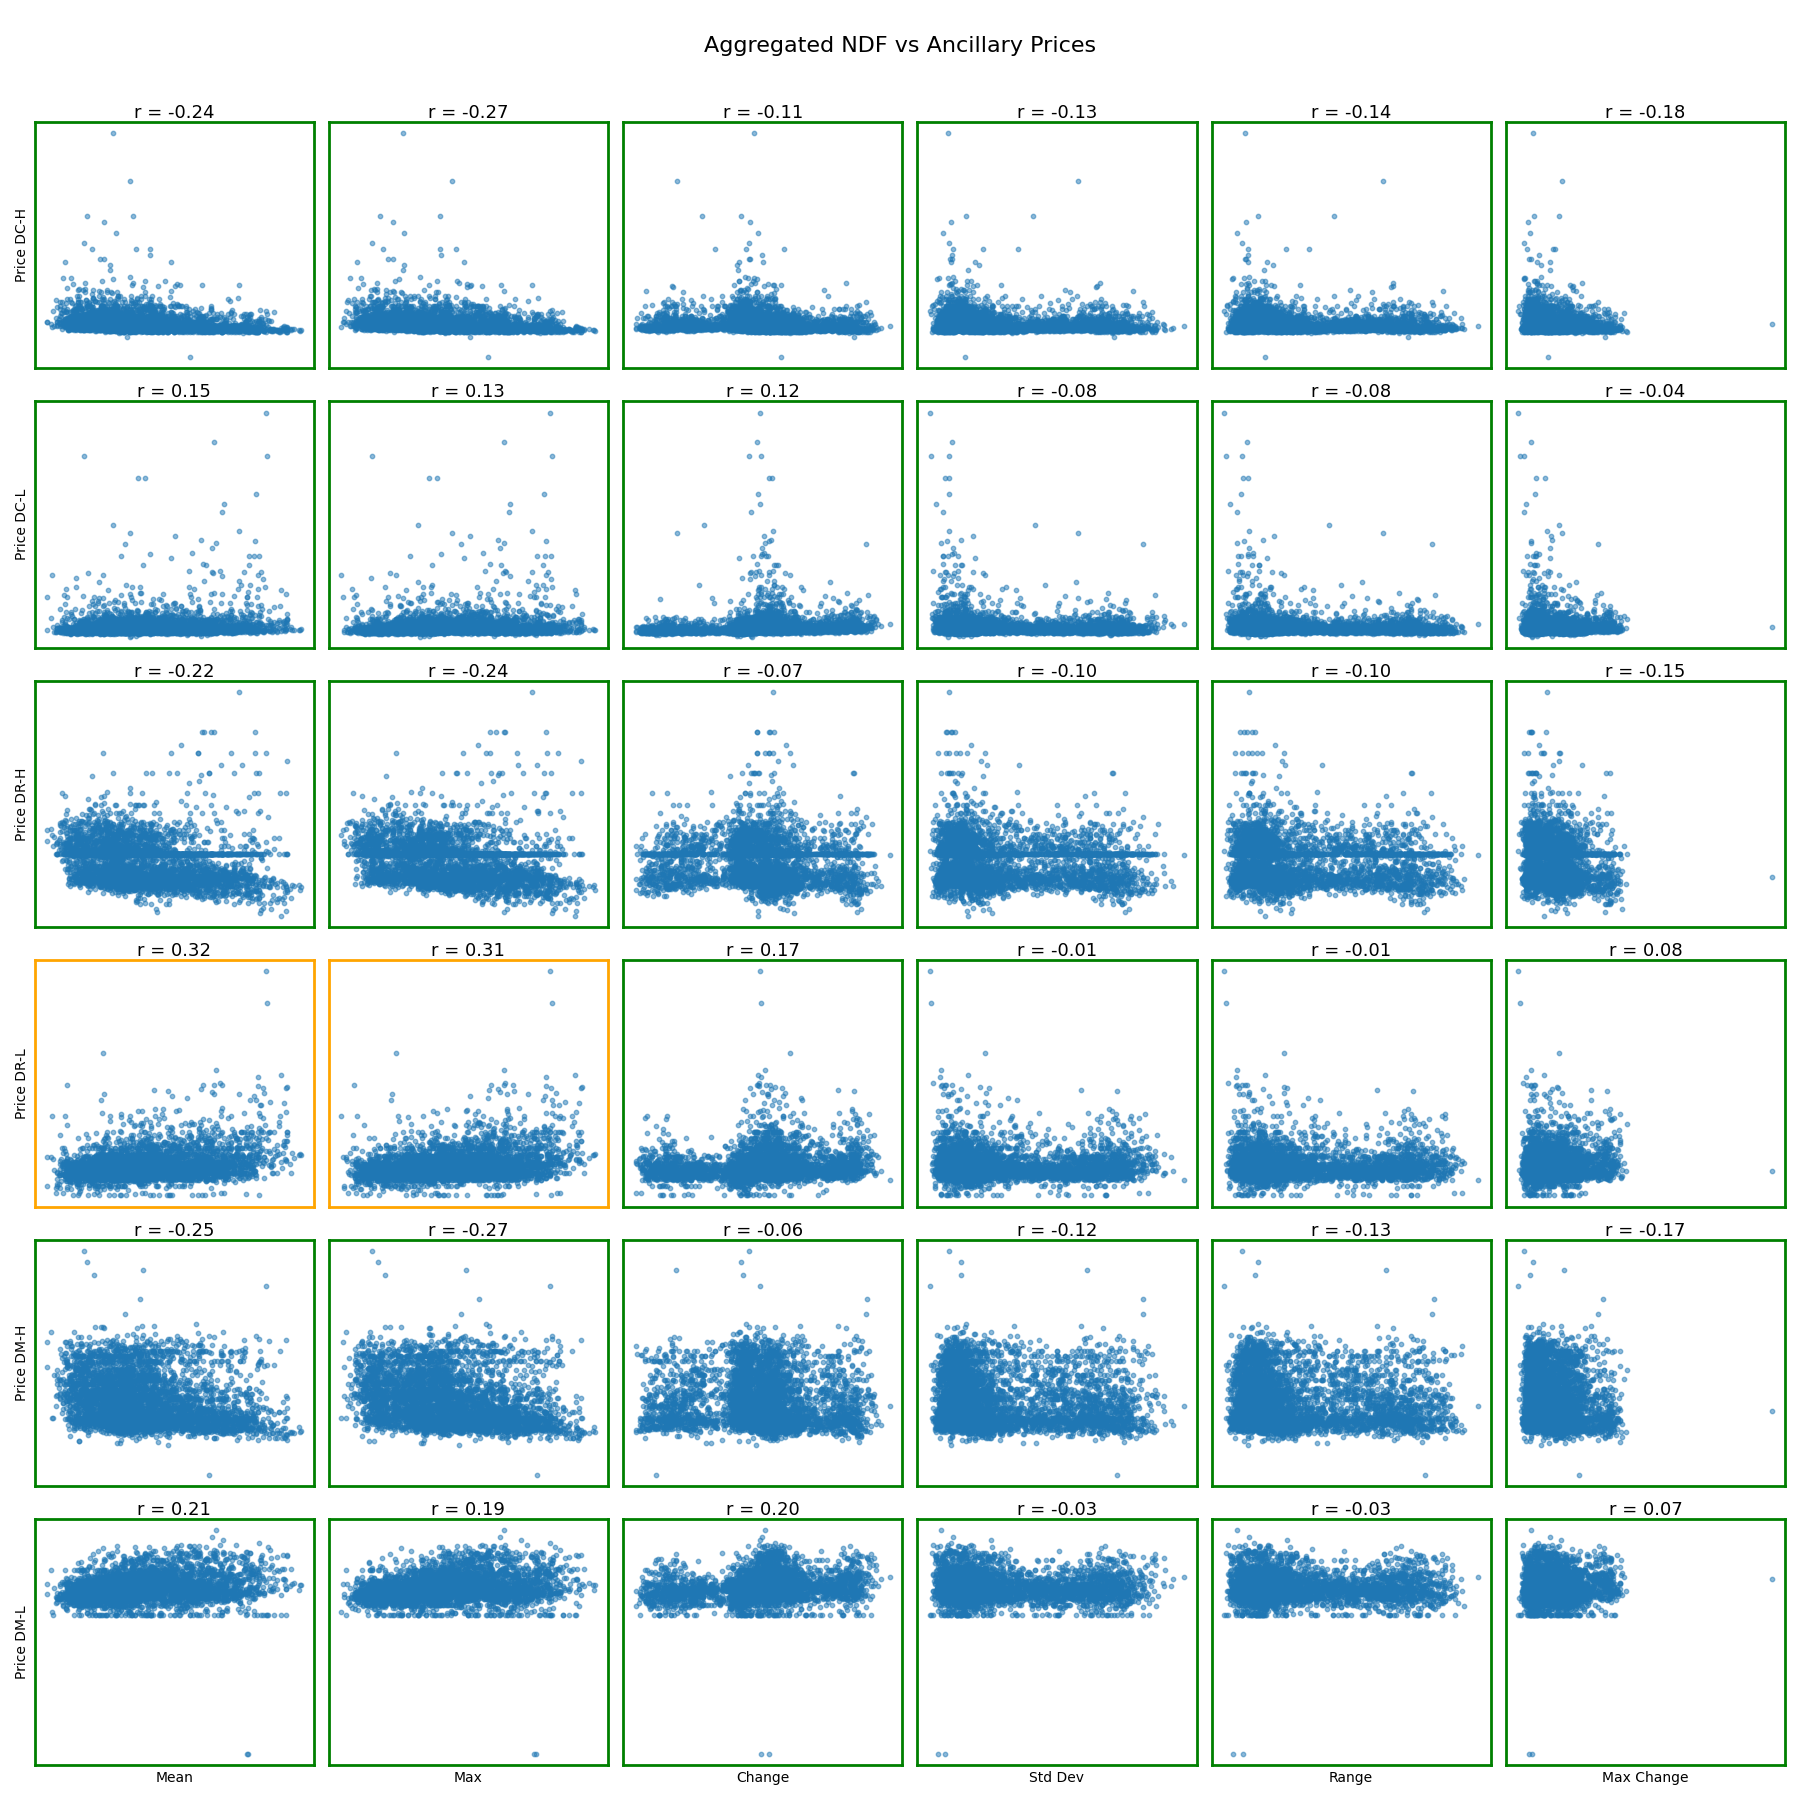 Aggregated NDF vs Ancillary Prices
r = -0.24
r = -0.27
r = -0.11
r = -0.13
r = -0.14
r = -0.18
Price DC-H
r = 0.15
r = 0.13
r = 0.12
r = -0.08
r = -0.08
r = -0.04
Price DC-L
r = -0.22
r = -0.24
r = -0.07
r = -0.10
r = -0.10
r = -0.15
Price DR-H
r = 0.32
r = 0.31
r = 0.17
r = -0.01
r = -0.01
r = 0.08
Price DR-L
r = -0.25
r = -0.27
r = -0.06
r = -0.12
r = -0.13
r = -0.17
Price DM-H
r = 0.21
r = 0.19
r = 0.20
r = -0.03
r = -0.03
r = 0.07
Price DM-L
Mean
Max
Change
Std Dev
Range
Max Change